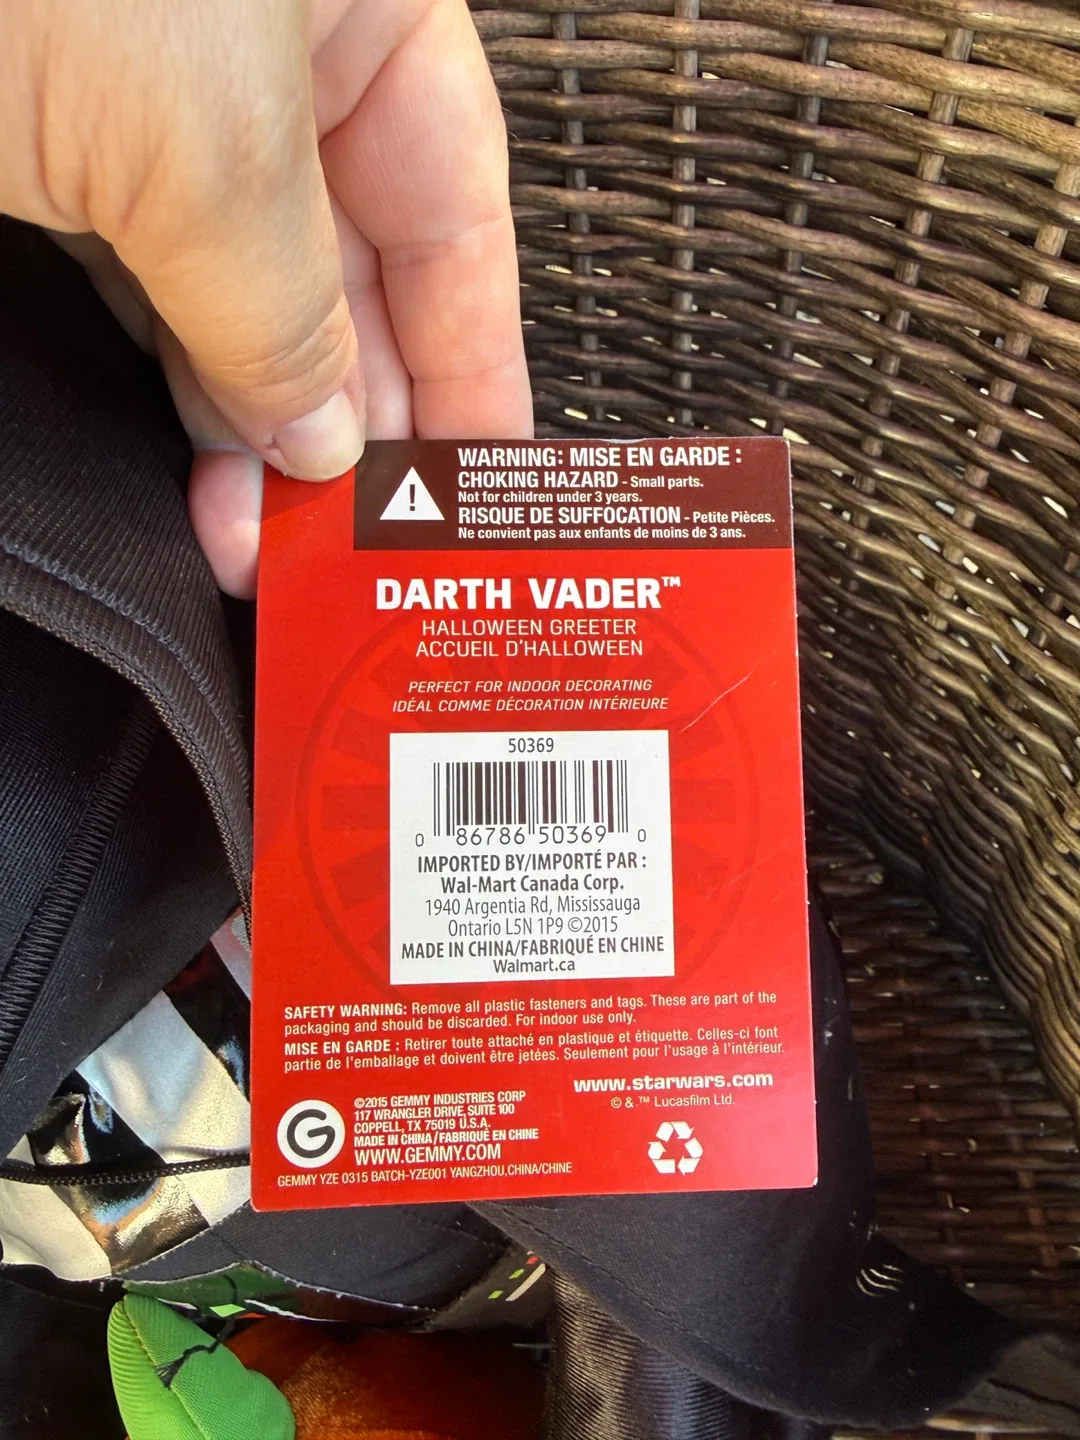 WARNING: MISE EN GARDE :
CHOKING HAZARD - Small parts.
Not for children under 3 years.
RISQUE DE SUFFOCATION - Petite Pièces.
Ne convient pas aux enfants de moins de 3 ans.
DARTH VADER™
HALLOWEEN GREETER
ACCUEIL D'HALLOWEEN
PERFECT FOR INDOOR DECORATING
IDÉAL COMME DÉCORATION INTÉRIEURE
50369
0 86786 50369 0
IMPORTED BY/IMPORTÉ PAR :
Wal-Mart Canada Corp.
1940 Argentia Rd, Mississauga
Ontario L5N 1P9 ©2015
MADE IN CHINA/FABRIQUÉ EN CHINE
Walmart.ca
SAFETY WARNING: Remove all plastic fasteners and tags. These are part of the
packaging and should be discarded. For indoor use only.
MISE EN GARDE : Retirer toute attaché en plastique et étiquette. Celles-ci font
partie de l'emballage et doivent être jetées. Seulement pour l'usage à l'intérieur.
www.starwars.com
© & ™ Lucasfilm Ltd.
G
©2015 GEMMY INDUSTRIES CORP
117 WRANGLER DRIVE, SUITE 100
COPPELL, TX 75019 U.S.A.
MADE IN CHINA/FABRIQUÉ EN CHINE
WWW.GEMMY.COM
GEMMY YZE 0315 BATCH-YZE001 YANGZHOU,CHINA/CHINE